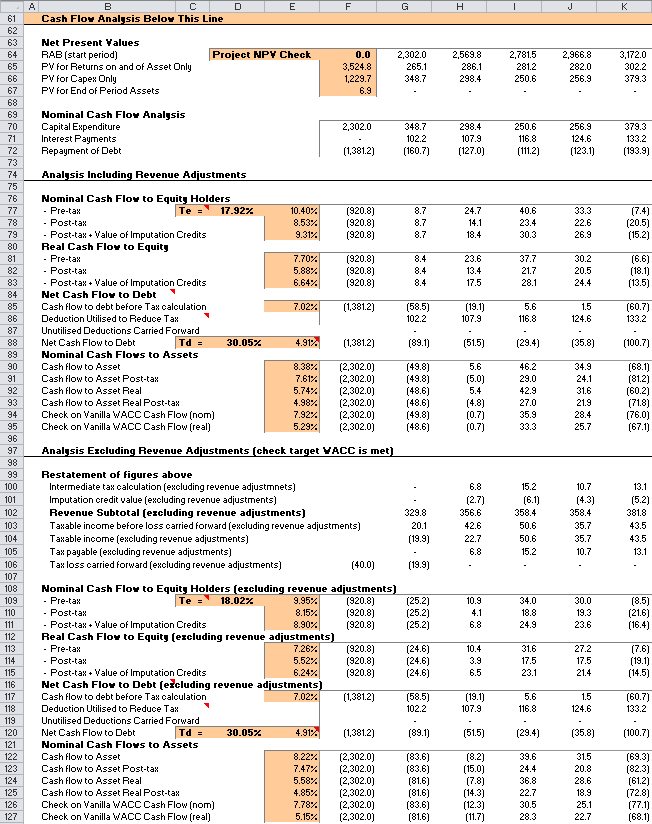 A B C D E F G H I J K
61 Cash Flow Analysis Below This Line
62
63 Net Present Values
64 RAB (start period) Project NPV Check 0.0 2,302.0 2,569.8 2,781.5 2,966.8 3,172.0
65 PV for Returns on and of Asset Only 3,524.8 265.1 286.1 281.2 282.0 302.2
66 PV for Capex Only 1,229.7 348.7 298.4 250.6 256.9 379.3
67 PV for End of Period Assets 6.9 - - - - -
68
69 Nominal Cash Flow Analysis
70 Capital Expenditure 2,302.0 348.7 298.4 250.6 256.9 379.3
71 Interest Payments - 102.2 107.9 116.8 124.6 133.2
72 Repayment of Debt (1,381.2) (160.7) (127.0) (111.2) (123.1) (193.9)
73
74 Analysis Including Revenue Adjustments
75
76 Nominal Cash Flow to Equity Holders
77 - Pre-tax Te = 17.92% 10.40% (920.8) 8.7 24.7 40.6 33.3 (7.4)
78 - Post-tax 8.53% (920.8) 8.7 14.1 23.4 22.6 (20.5)
79 - Post-tax + Value of Imputation Credits 9.31% (920.8) 8.7 18.4 30.3 26.9 (15.2)
80 Real Cash Flow to Equity
81 - Pre-tax 7.70% (920.8) 8.4 23.6 37.7 30.2 (6.6)
82 - Post-tax 5.88% (920.8) 8.4 13.4 21.7 20.5 (18.1)
83 - Post-tax + Value of Imputation Credits 6.64% (920.8) 8.4 17.5 28.1 24.4 (13.5)
84 Net Cash Flow to Debt
85 Cash flow to debt before Tax calculation 7.02% (1,381.2) (58.5) (19.1) 5.6 1.5 (60.7)
86 Deduction Utilised to Reduce Tax 102.2 107.9 116.8 124.6 133.2
87 Unutilised Deductions Carried Forward - - - - -
88 Net Cash Flow to Debt Td = 30.05% 4.91% (1,381.2) (89.1) (51.5) (29.4) (35.8) (100.7)
89 Nominal Cash Flows to Assets
90 Cash flow to Asset 8.38% (2,302.0) (49.8) 5.6 46.2 34.9 (68.1)
91 Cash flow to Asset Post-tax 7.61% (2,302.0) (49.8) (5.0) 29.0 24.1 (81.2)
92 Cash flow to Asset Real 5.74% (2,302.0) (48.6) 5.4 42.9 31.6 (60.2)
93 Cash flow to Asset Real Post-tax 4.98% (2,302.0) (48.6) (4.8) 27.0 21.9 (71.8)
94 Check on Vanilla WACC Cash Flow (nom) 7.92% (2,302.0) (49.8) (0.7) 35.9 28.4 (76.0)
95 Check on Vanilla WACC Cash Flow (real) 5.29% (2,302.0) (48.6) (0.7) 33.3 25.7 (67.1)
96
97 Analysis Excluding Revenue Adjustments (check target WACC is met)
98
99 Restatement of figures above
100 Intermediate tax calculation (excluding revenue adjustmnets) - 6.8 15.2 10.7 13.1
101 Imputation credit value (excluding revenue adjustments) - (2.7) (6.1) (4.3) (5.2)
102 Revenue Subtotal (excluding revenue adjustments) 329.8 356.6 358.4 358.4 381.8
103 Taxable income before loss carried forward (excluding revenue adjustments) 20.1 42.6 50.6 35.7 43.5
104 Taxable income (excluding revenue adjustments) (19.9) 22.7 50.6 35.7 43.5
105 Tax payable (excluding revenue adjustments) - 6.8 15.2 10.7 13.1
106 Tax loss carried forward (excluding revenue adjustments) (40.0) (19.9) - - - -
107
108 Nominal Cash Flow to Equity Holders (excluding revenue adjustments)
109 - Pre-tax Te = 18.02% 9.95% (920.8) (25.2) 10.9 34.0 30.0 (8.5)
110 - Post-tax 8.15% (920.8) (25.2) 4.1 18.8 19.3 (21.6)
111 - Post-tax + Value of Imputation Credits 8.90% (920.8) (25.2) 6.8 24.9 23.6 (16.4)
112 Real Cash Flow to Equity (excluding revenue adjustments)
113 - Pre-tax 7.26% (920.8) (24.6) 10.4 31.6 27.2 (7.6)
114 - Post-tax 5.52% (920.8) (24.6) 3.9 17.5 17.5 (19.1)
115 - Post-tax + Value of Imputation Credits 6.24% (920.8) (24.6) 6.5 23.1 21.4 (14.5)
116 Net Cash Flow to Debt (excluding revenue adjustments)
117 Cash flow to debt before Tax calculation 7.02% (1,381.2) (58.5) (19.1) 5.6 1.5 (60.7)
118 Deduction Utilised to Reduce Tax 102.2 107.9 116.8 124.6 133.2
119 Unutilised Deductions Carried Forward - - - - -
120 Net Cash Flow to Debt Td = 30.05% 4.91% (1,381.2) (89.1) (51.5) (29.4) (35.8) (100.7)
121 Nominal Cash Flows to Assets
122 Cash flow to Asset 8.22% (2,302.0) (83.6) (8.2) 39.6 31.5 (69.3)
123 Cash flow to Asset Post-tax 7.47% (2,302.0) (83.6) (15.0) 24.4 20.8 (82.3)
124 Cash flow to Asset Real 5.58% (2,302.0) (81.6) (7.8) 36.8 28.6 (61.2)
125 Cash flow to Asset Real Post-tax 4.85% (2,302.0) (81.6) (14.3) 22.7 18.9 (72.8)
126 Check on Vanilla WACC Cash Flow (nom) 7.78% (2,302.0) (83.6) (12.3) 30.5 25.1 (77.1)
127 Check on Vanilla WACC Cash Flow (real) 5.15% (2,302.0) (81.6) (11.7) 28.3 22.7 (68.1)